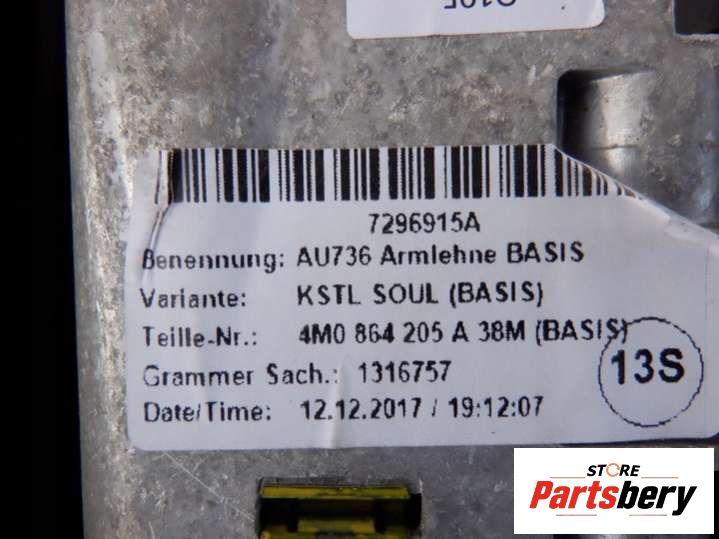 Q105
7296915A
Benennung: AU736 Armlehne BASIS
Variante: KSTL SOUL (BASIS)
Teille-Nr.: 4M0 864 205 A 38M (BASIS)
13S
Grammer Sach.: 1316757
Date/Time: 12.12.2017 / 19:12:07
STORE
Partsbery